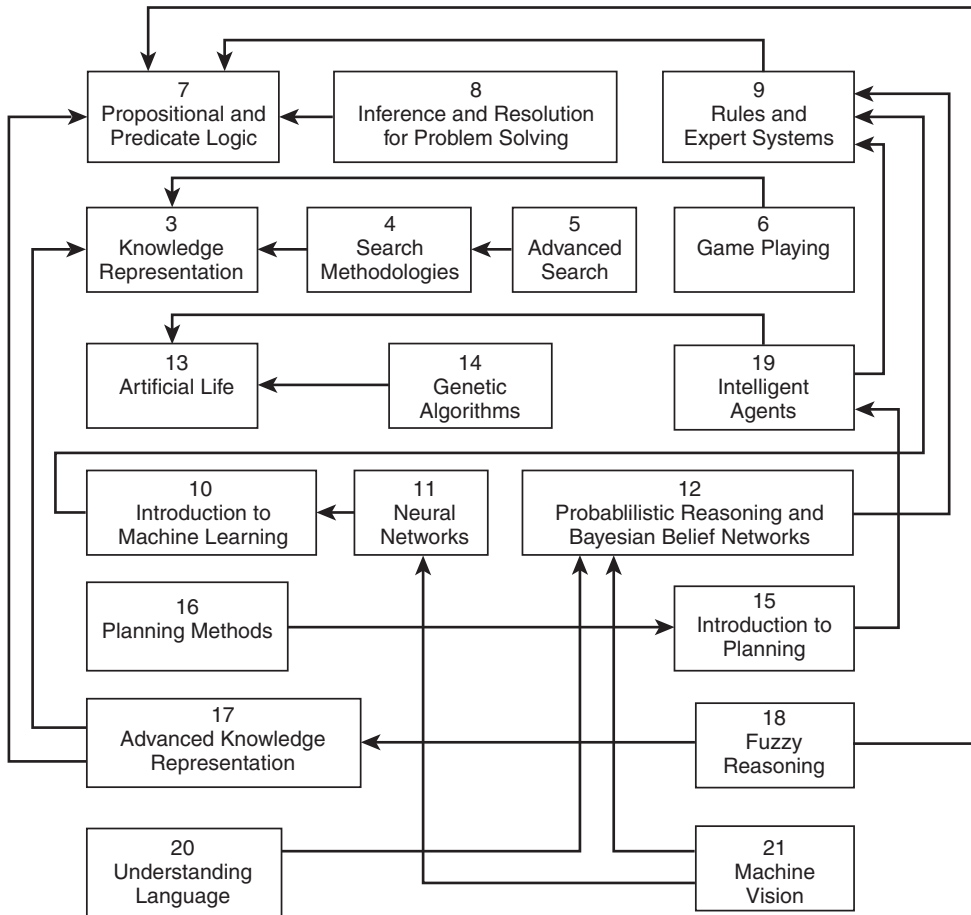 7
Propositional and
Predicate Logic
8
Inference and Resolution
for Problem Solving
9
Rules and
Expert Systems
3
Knowledge
Representation
4
Search
Methodologies
5
Advanced
Search
6
Game Playing
13
Artificial Life
14
Genetic
Algorithms
19
Intelligent
Agents
10
Introduction to
Machine Learning
11
Neural
Networks
12
Probablilistic Reasoning and
Bayesian Belief Networks
16
Planning Methods
15
Introduction to
Planning
17
Advanced Knowledge
Representation
18
Fuzzy
Reasoning
20
Understanding
Language
21
Machine
Vision